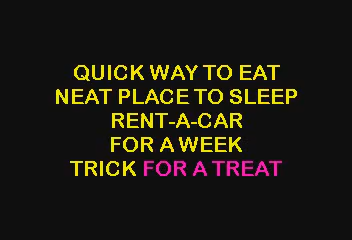 QUICK WAY TO EAT
NEAT PLACE TO SLEEP
RENT-A-CAR
FOR A WEEK
TRICK FOR A TREAT